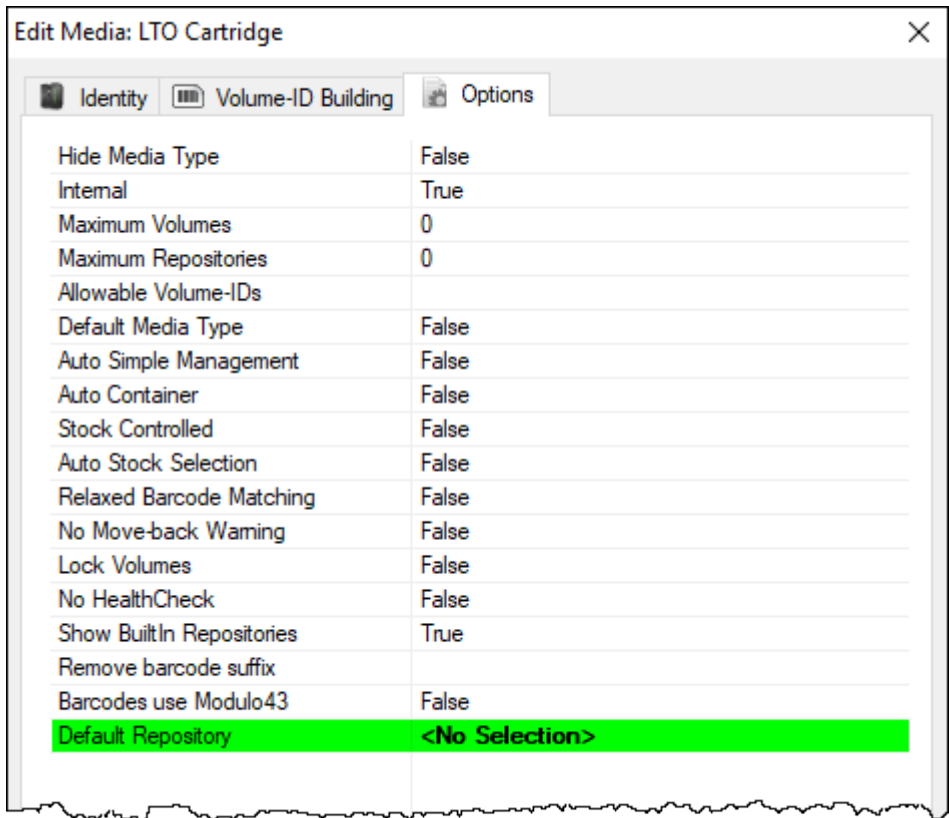 Edit Media: LTO Cartridge
Identity Volume-ID Building Options
Hide Media Type False
Internal True
Maximum Volumes 0
Maximum Repositories 0
Allowable Volume-IDs
Default Media Type False
Auto Simple Management False
Auto Container False
Stock Controlled False
Auto Stock Selection False
Relaxed Barcode Matching False
No Move-back Warning False
Lock Volumes False
No HealthCheck False
Show BuiltIn Repositories True
Remove barcode suffix
Barcodes use Modulo43 False
Default Repository <No Selection>